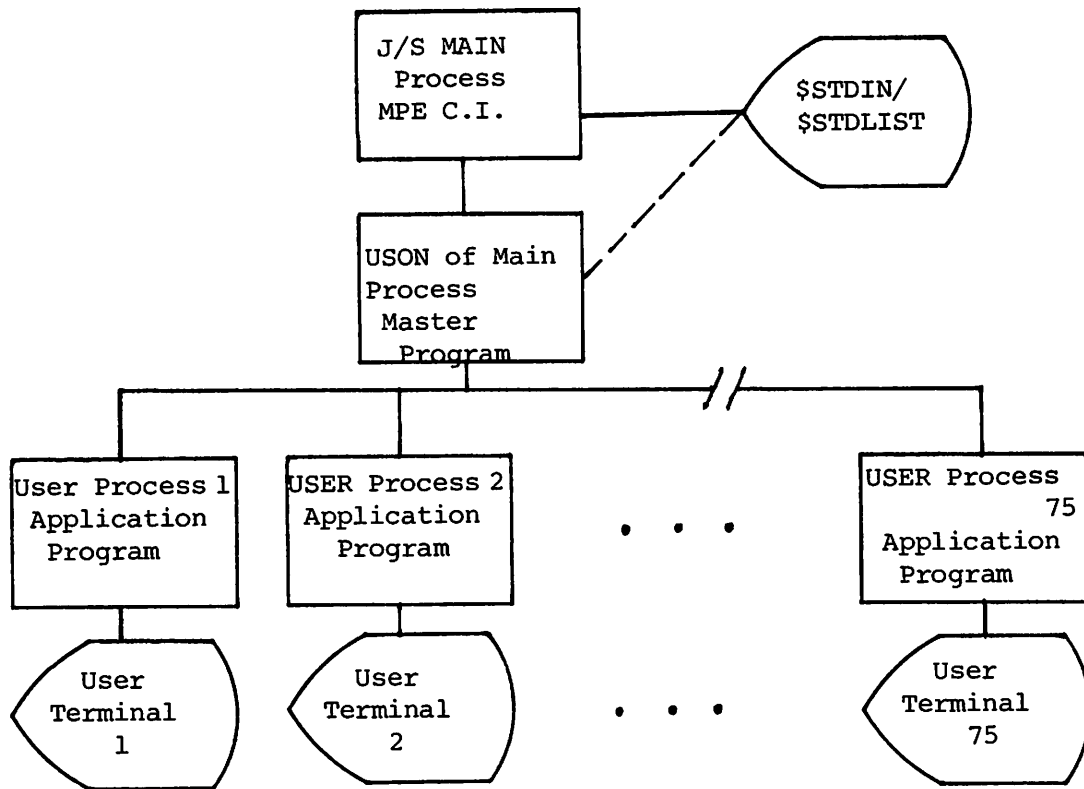 J/S MAIN
Process
MPE C.I.
$STDIN/
$STDLIST
USON of Main
Process
Master
Program
User Process 1
Application
Program
USER Process 2
Application
Program
USER Process
75
Application
Program
User
Terminal
1
User
Terminal
2
User
Terminal
75